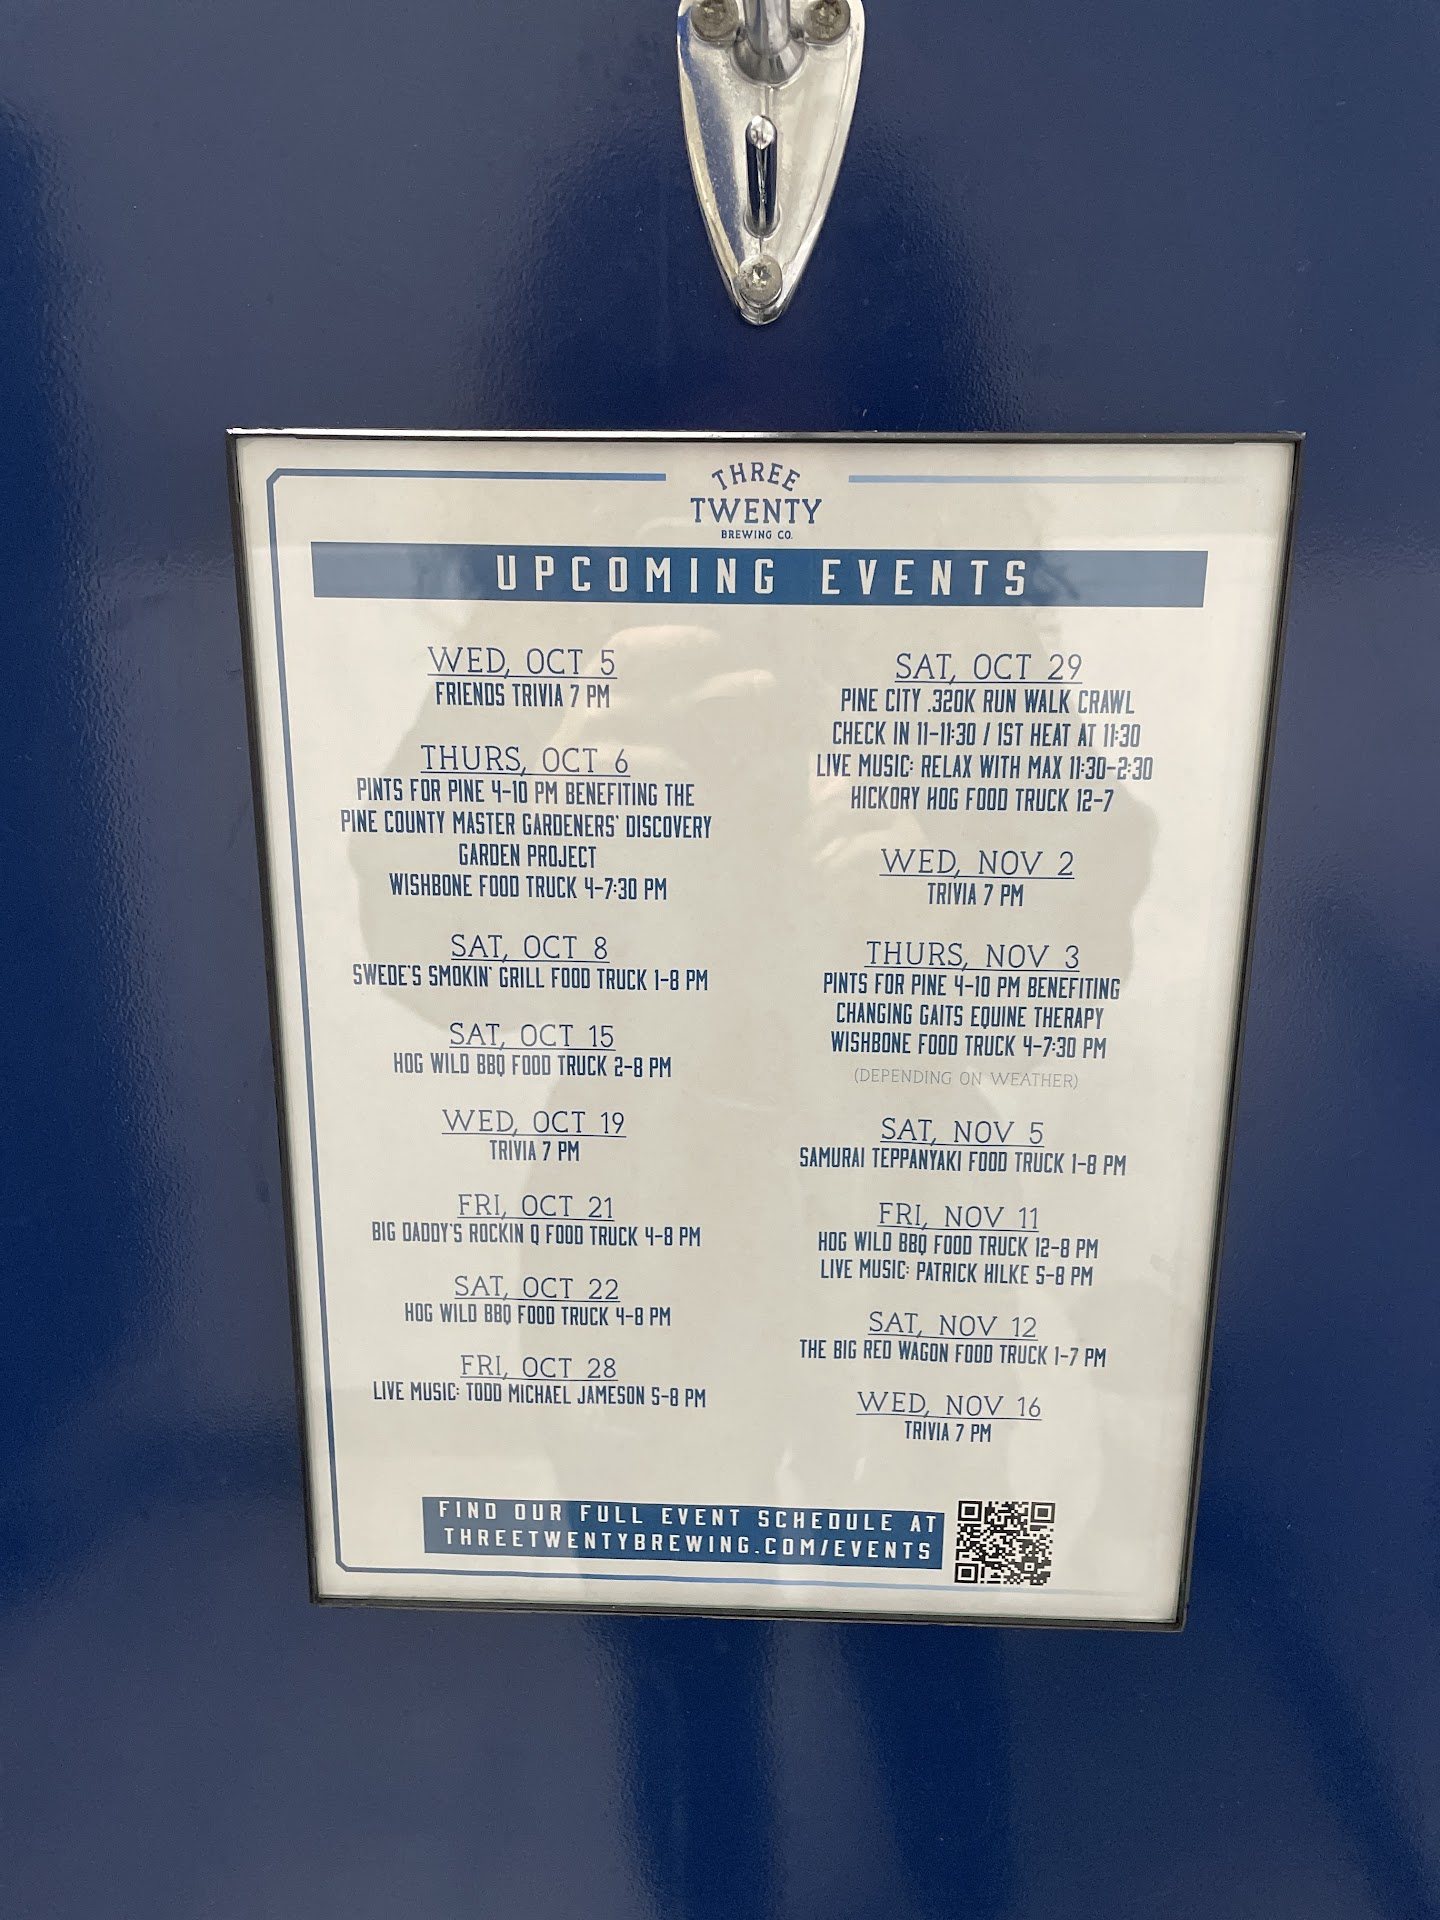 THREE
TWENTY
BREWING CO.
UPCOMING EVENTS
WED, OCT 5
FRIENDS TRIVIA 7 PM
THURS, OCT 6
PINTS FOR PINE 4-10 PM BENEFITING THE
PINE COUNTY MASTER GARDENERS' DISCOVERY
GARDEN PROJECT
WISHBONE FOOD TRUCK 4-7:30 PM
SAT, OCT 8
SWEDE'S SMOKIN' GRILL FOOD TRUCK 1-8 PM
SAT, OCT 15
HOG WILD BBQ FOOD TRUCK 2-8 PM
WED, OCT 19
TRIVIA 7 PM
FRI, OCT 21
BIG DADDY'S ROCKIN Q FOOD TRUCK 4-8 PM
SAT, OCT 22
HOG WILD BBQ FOOD TRUCK 4-8 PM
FRI, OCT 28
LIVE MUSIC: TODD MICHAEL JAMESON 5-8 PM
SAT, OCT 29
PINE CITY .320K RUN WALK CRAWL
CHECK IN 11-11:30 / 1ST HEAT AT 11:30
LIVE MUSIC: RELAX WITH MAX 11:30-2:30
HICKORY HOG FOOD TRUCK 12-7
WED, NOV 2
TRIVIA 7 PM
THURS, NOV 3
PINTS FOR PINE 4-10 PM BENEFITING
CHANGING GAITS EQUINE THERAPY
WISHBONE FOOD TRUCK 4-7:30 PM
(DEPENDING ON WEATHER)
SAT, NOV 5
SAMURAI TEPPANYAKI FOOD TRUCK 1-8 PM
FRI, NOV 11
HOG WILD BBQ FOOD TRUCK 12-8 PM
LIVE MUSIC: PATRICK HILKE 5-8 PM
SAT, NOV 12
THE BIG RED WAGON FOOD TRUCK 1-7 PM
WED, NOV 16
TRIVIA 7 PM
FIND OUR FULL EVENT SCHEDULE AT
THREETWENTYBREWING.COM/EVENTS